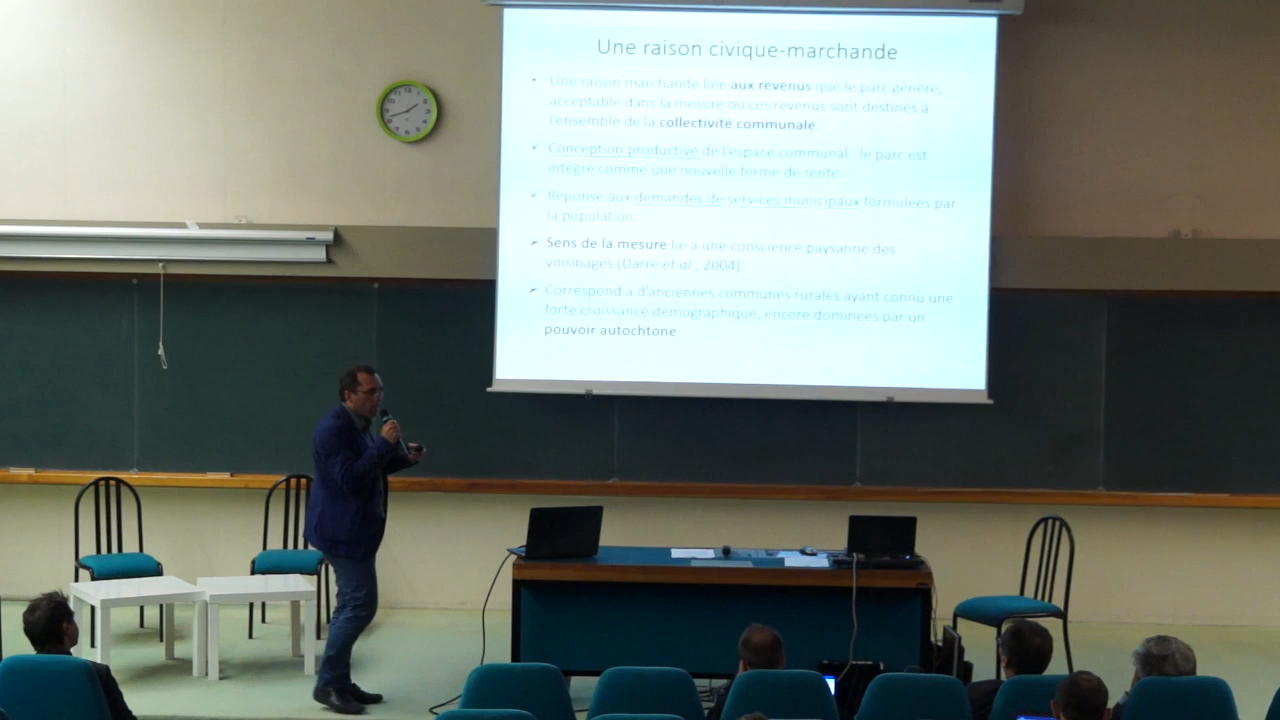 Une raison civique-marchande
• Une raison marchande liée aux revenus que le parc génère,
acceptable dans la mesure ou ces revenus sont destinés à
l'ensemble de la collectivité communale.
✓ Conception productive de l'espace communal : le parc est
intégré comme une nouvelle forme de rente.
✓ Réponse aux demandes de services municipaux formulées par
la population.
➤ Sens de la mesure lié à une conscience paysanne des
voisinages (Darré et al., 2004)
➤ Correspond à d'anciennes communes rurales ayant connu une
forte croissance démographique, encore dominées par un
pouvoir autochtone